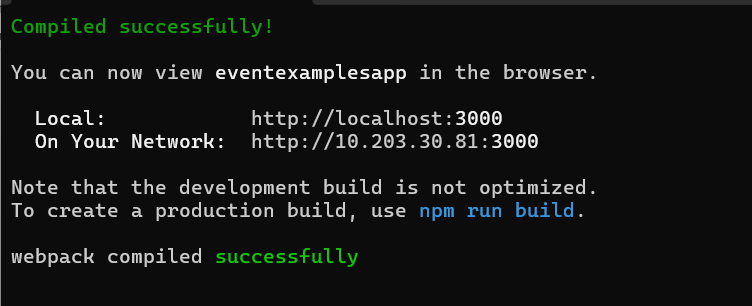 Compiled successfully!
You can now view eventexamplesapp in the browser.
Local: http://localhost:3000
On Your Network: http://10.203.30.81:3000
Note that the development build is not optimized.
To create a production build, use npm run build.
webpack compiled successfully